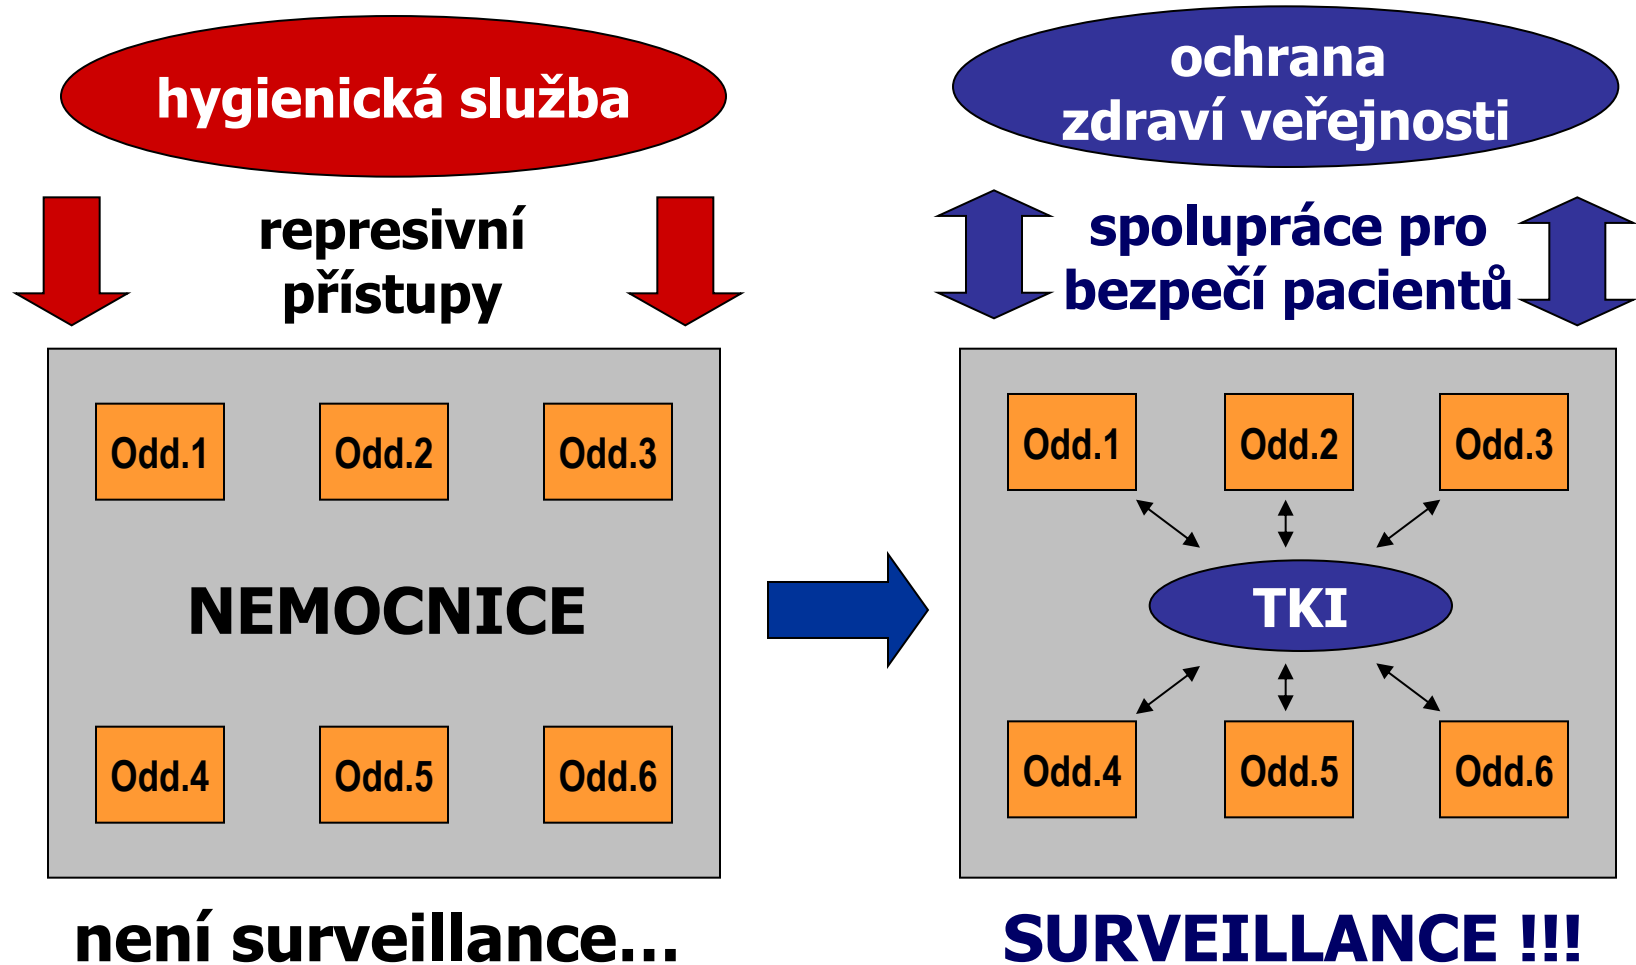 hygienická služba
represivní
přístupy
Odd.1
Odd.2
Odd.3
NEMOCNICE
Odd.4
Odd.5
Odd.6
není surveillance...
ochrana
zdraví veřejnosti
spolupráce pro
bezpečí pacientů
Odd.1
Odd.2
Odd.3
TKI
Odd.4
Odd.5
Odd.6
SURVEILLANCE !!!